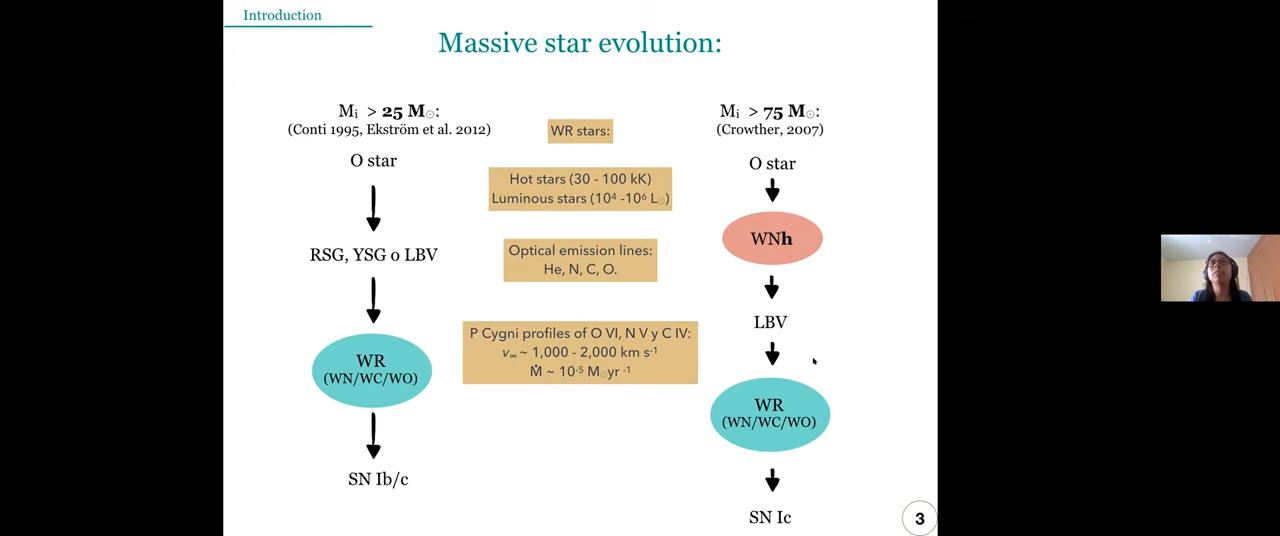 Introduction
Massive star evolution:
Mᵢ > 25 M☉:
(Conti 1995, Ekström et al. 2012)
O star
RSG, YSG o LBV
WR
(WN/WC/WO)
SN Ib/c
WR stars:
Hot stars (30 - 100 kK)
Luminous stars (10⁴ -10⁶ L☉)
Optical emission lines:
He, N, C, O.
P Cygni profiles of O VI, N V y C IV:
v∞ ~ 1,000 - 2,000 km s⁻¹
Ṁ ~ 10⁻⁵ M☉yr ⁻¹
Mᵢ > 75 M☉:
(Crowther, 2007)
O star
WNh
LBV
WR
(WN/WC/WO)
SN Ic
3